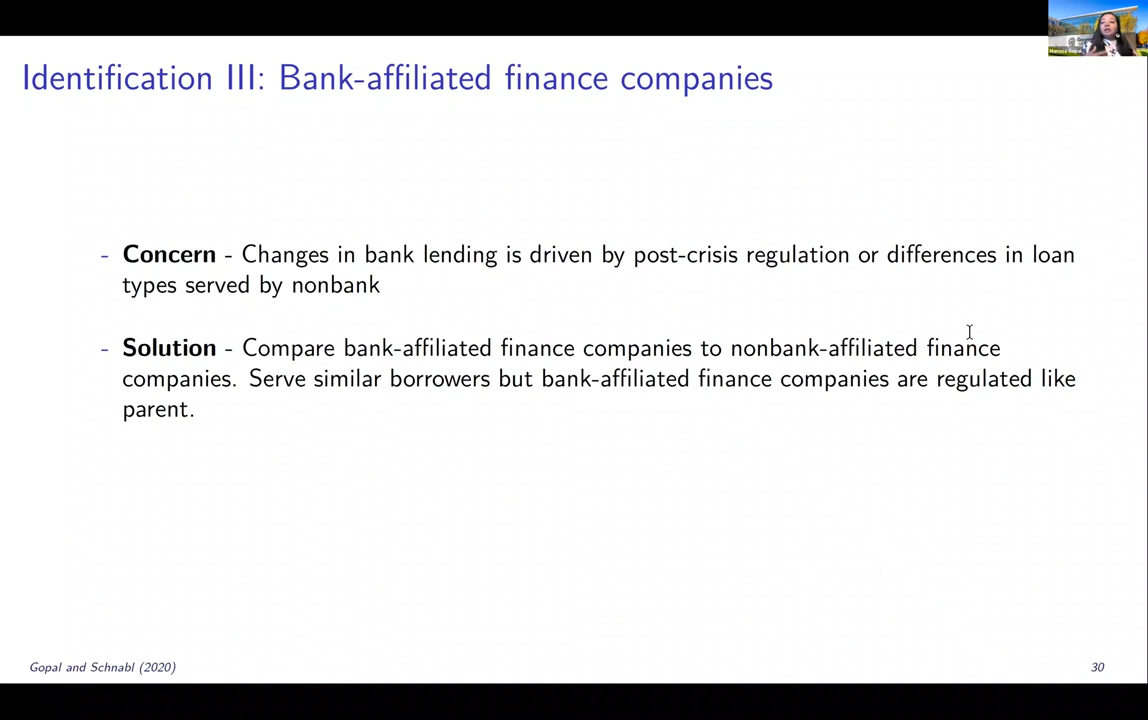 Identification III: Bank-affiliated finance companies
- Concern - Changes in bank lending is driven by post-crisis regulation or differences in loan
types served by nonbank
- Solution - Compare bank-affiliated finance companies to nonbank-affiliated finance
companies. Serve similar borrowers but bank-affiliated finance companies are regulated like
parent.
Gopal and Schnabl (2020)
30